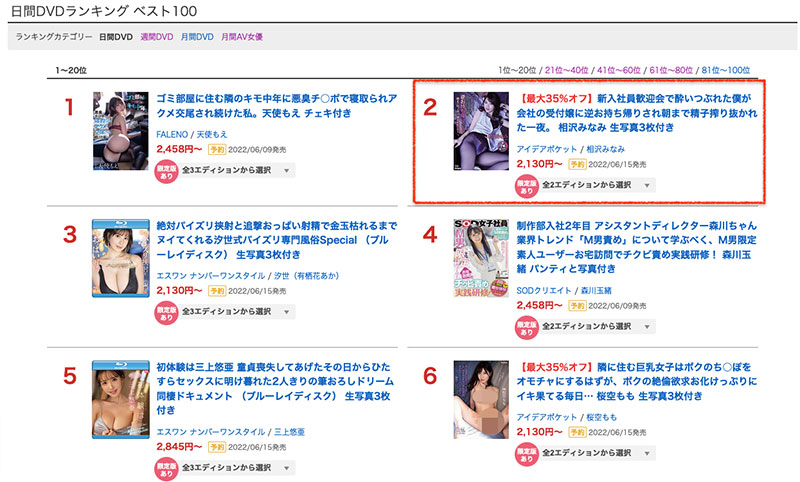 日間DVDランキング ベスト100
ランキングカテゴリー 日間DVD 週間DVD 月間DVD 月間AV女優
1~20位
1位~20位 / 21位~40位 / 41位~60位 / 61位~80位 / 81位~100位
1
ゴミ部屋に住む隣のキモ中年に悪臭チ○ポで寝取られア
クメ交尾され続けた私。天使もえ チェキ付き
FALENO / 天使もえ
2,458円~ 予約 2022/06/09発売
限定版あり 全3エディションから選択 ▼
2
【最大35%オフ】新入社員歓迎会で酔いつぶれた僕が
会社の受付嬢に逆お持ち帰りされ朝まで精子搾り抜かれ
た一夜。 相沢みなみ 生写真3枚付き
アイデアポケット / 相沢みなみ
2,130円~ 予約 2022/06/15発売
限定版あり 全2エディションから選択 ▼
3
絶対パイズリ挟射と追撃おっぱい射精で金玉枯れるまで
ヌイてくれる汐世式パイズリ専門風俗Special (ブル
ーレイディスク) 生写真3枚付き
エスワン ナンバーワンスタイル / 汐世(有栖花あか)
2,130円~ 予約 2022/06/15発売
限定版あり 全3エディションから選択 ▼
4
制作部入社2年目 アシスタントディレクター森川ちゃん
業界トレンド「M男責め」について学ぶべく、M男限定
素人ユーザーお宅訪問でチクビ責め実践研修! 森川玉
緒 パンティと写真付き
SODクリエイト / 森川玉緒
2,458円~ 予約 2022/06/09発売
限定版あり 全2エディションから選択 ▼
5
初体験は三上悠亜 童貞喪失してあげたその日からひた
すらセックスに明け暮れた2人きりの筆おろしドリーム
同棲ドキュメント (ブルーレイディスク) 生写真3枚
付き
エスワン ナンバーワンスタイル / 三上悠亜
2,845円~ 予約 2022/06/15発売
限定版あり 全3エディションから選択 ▼
6
【最大35%オフ】隣に住む巨乳女子はボクのち○ぽを
オモチャにするはずが、ボクの絶倫欲求お化けっぷりに
イキ果てる毎日… 桜空もも 生写真3枚付き
アイデアポケット / 桜空もも
2,130円~ 予約 2022/06/15発売
限定版あり 全2エディションから選択 ▼